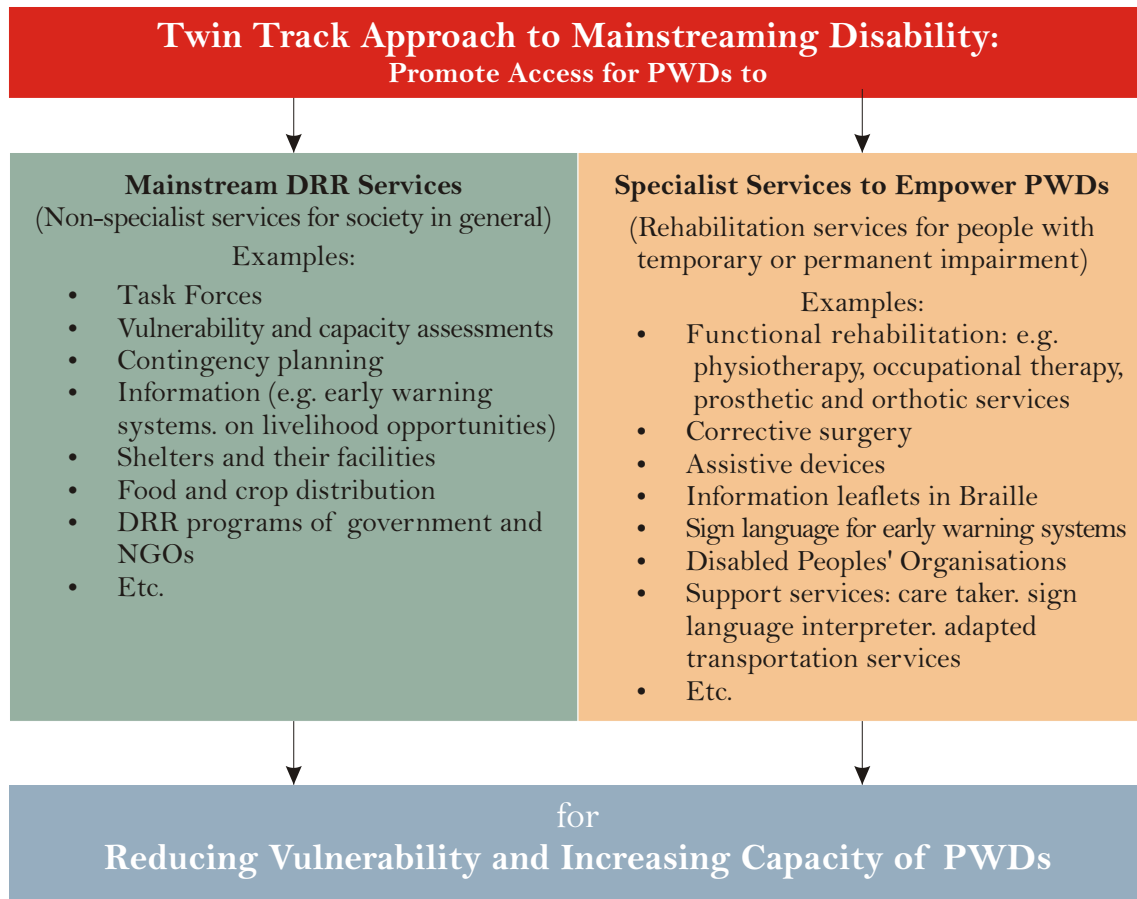 Twin Track Approach to Mainstreaming Disability:
Promote Access for PWDs to
Mainstream DRR Services
(Non-specialist services for society in general)
Examples:
• Task Forces
• Vulnerability and capacity assessments
• Contingency planning
• Information (e.g. early warning
systems. on livelihood opportunities)
• Shelters and their facilities
• Food and crop distribution
• DRR programs of government and
NGOs
• Etc.
Specialist Services to Empower PWDs
(Rehabilitation services for people with
temporary or permanent impairment)
Examples:
• Functional rehabilitation: e.g.
physiotherapy, occupational therapy,
prosthetic and orthotic services
• Corrective surgery
• Assistive devices
• Information leaflets in Braille
• Sign language for early warning systems
• Disabled Peoples' Organisations
• Support services: care taker. sign
language interpreter. adapted
transportation services
• Etc.
for
Reducing Vulnerability and Increasing Capacity of PWDs